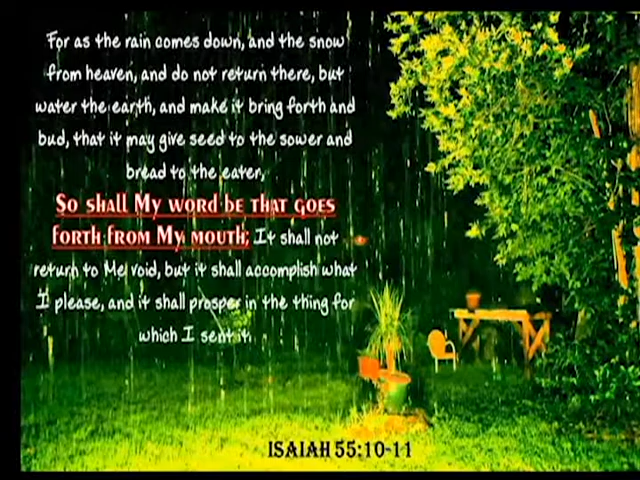 For as the rain comes down, and the snow
from heaven, and do not return there, but
water the earth, and make it bring forth and
bud, that it may give seed to the sower and
bread to the eater,
So shall My word be that goes
forth from My mouth; It shall not
return to Me void, but it shall accomplish what
I please, and it shall prosper in the thing for
which I sent it.
Isaiah 55:10-11